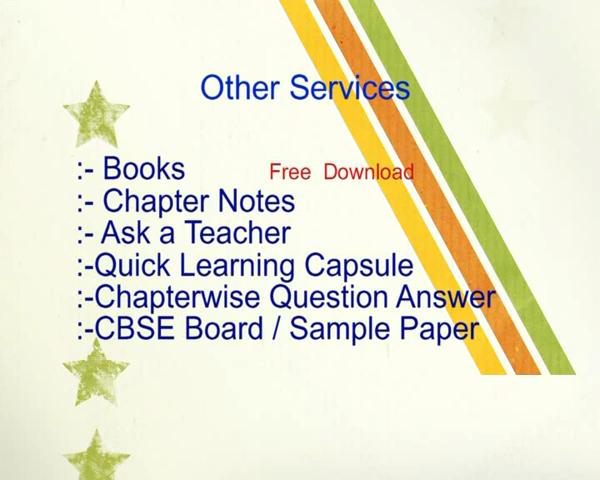 Other Services
:- Books Free Download
:- Chapter Notes
:- Ask a Teacher
:-Quick Learning Capsule
:-Chapterwise Question Answer
:-CBSE Board / Sample Paper